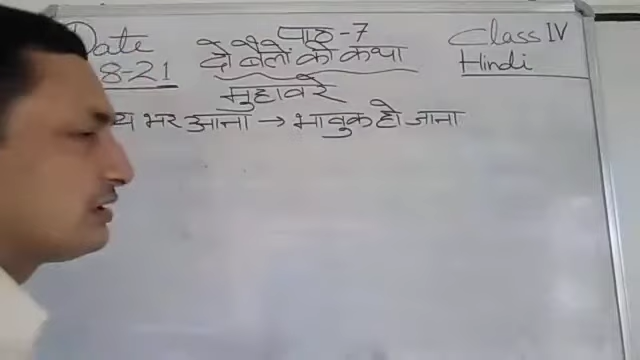 Date
8-21
पाठ-7
दो बैलों की कथा
Class IV
Hindi
मुहावरे
य भर आना → भावुक हो जाना